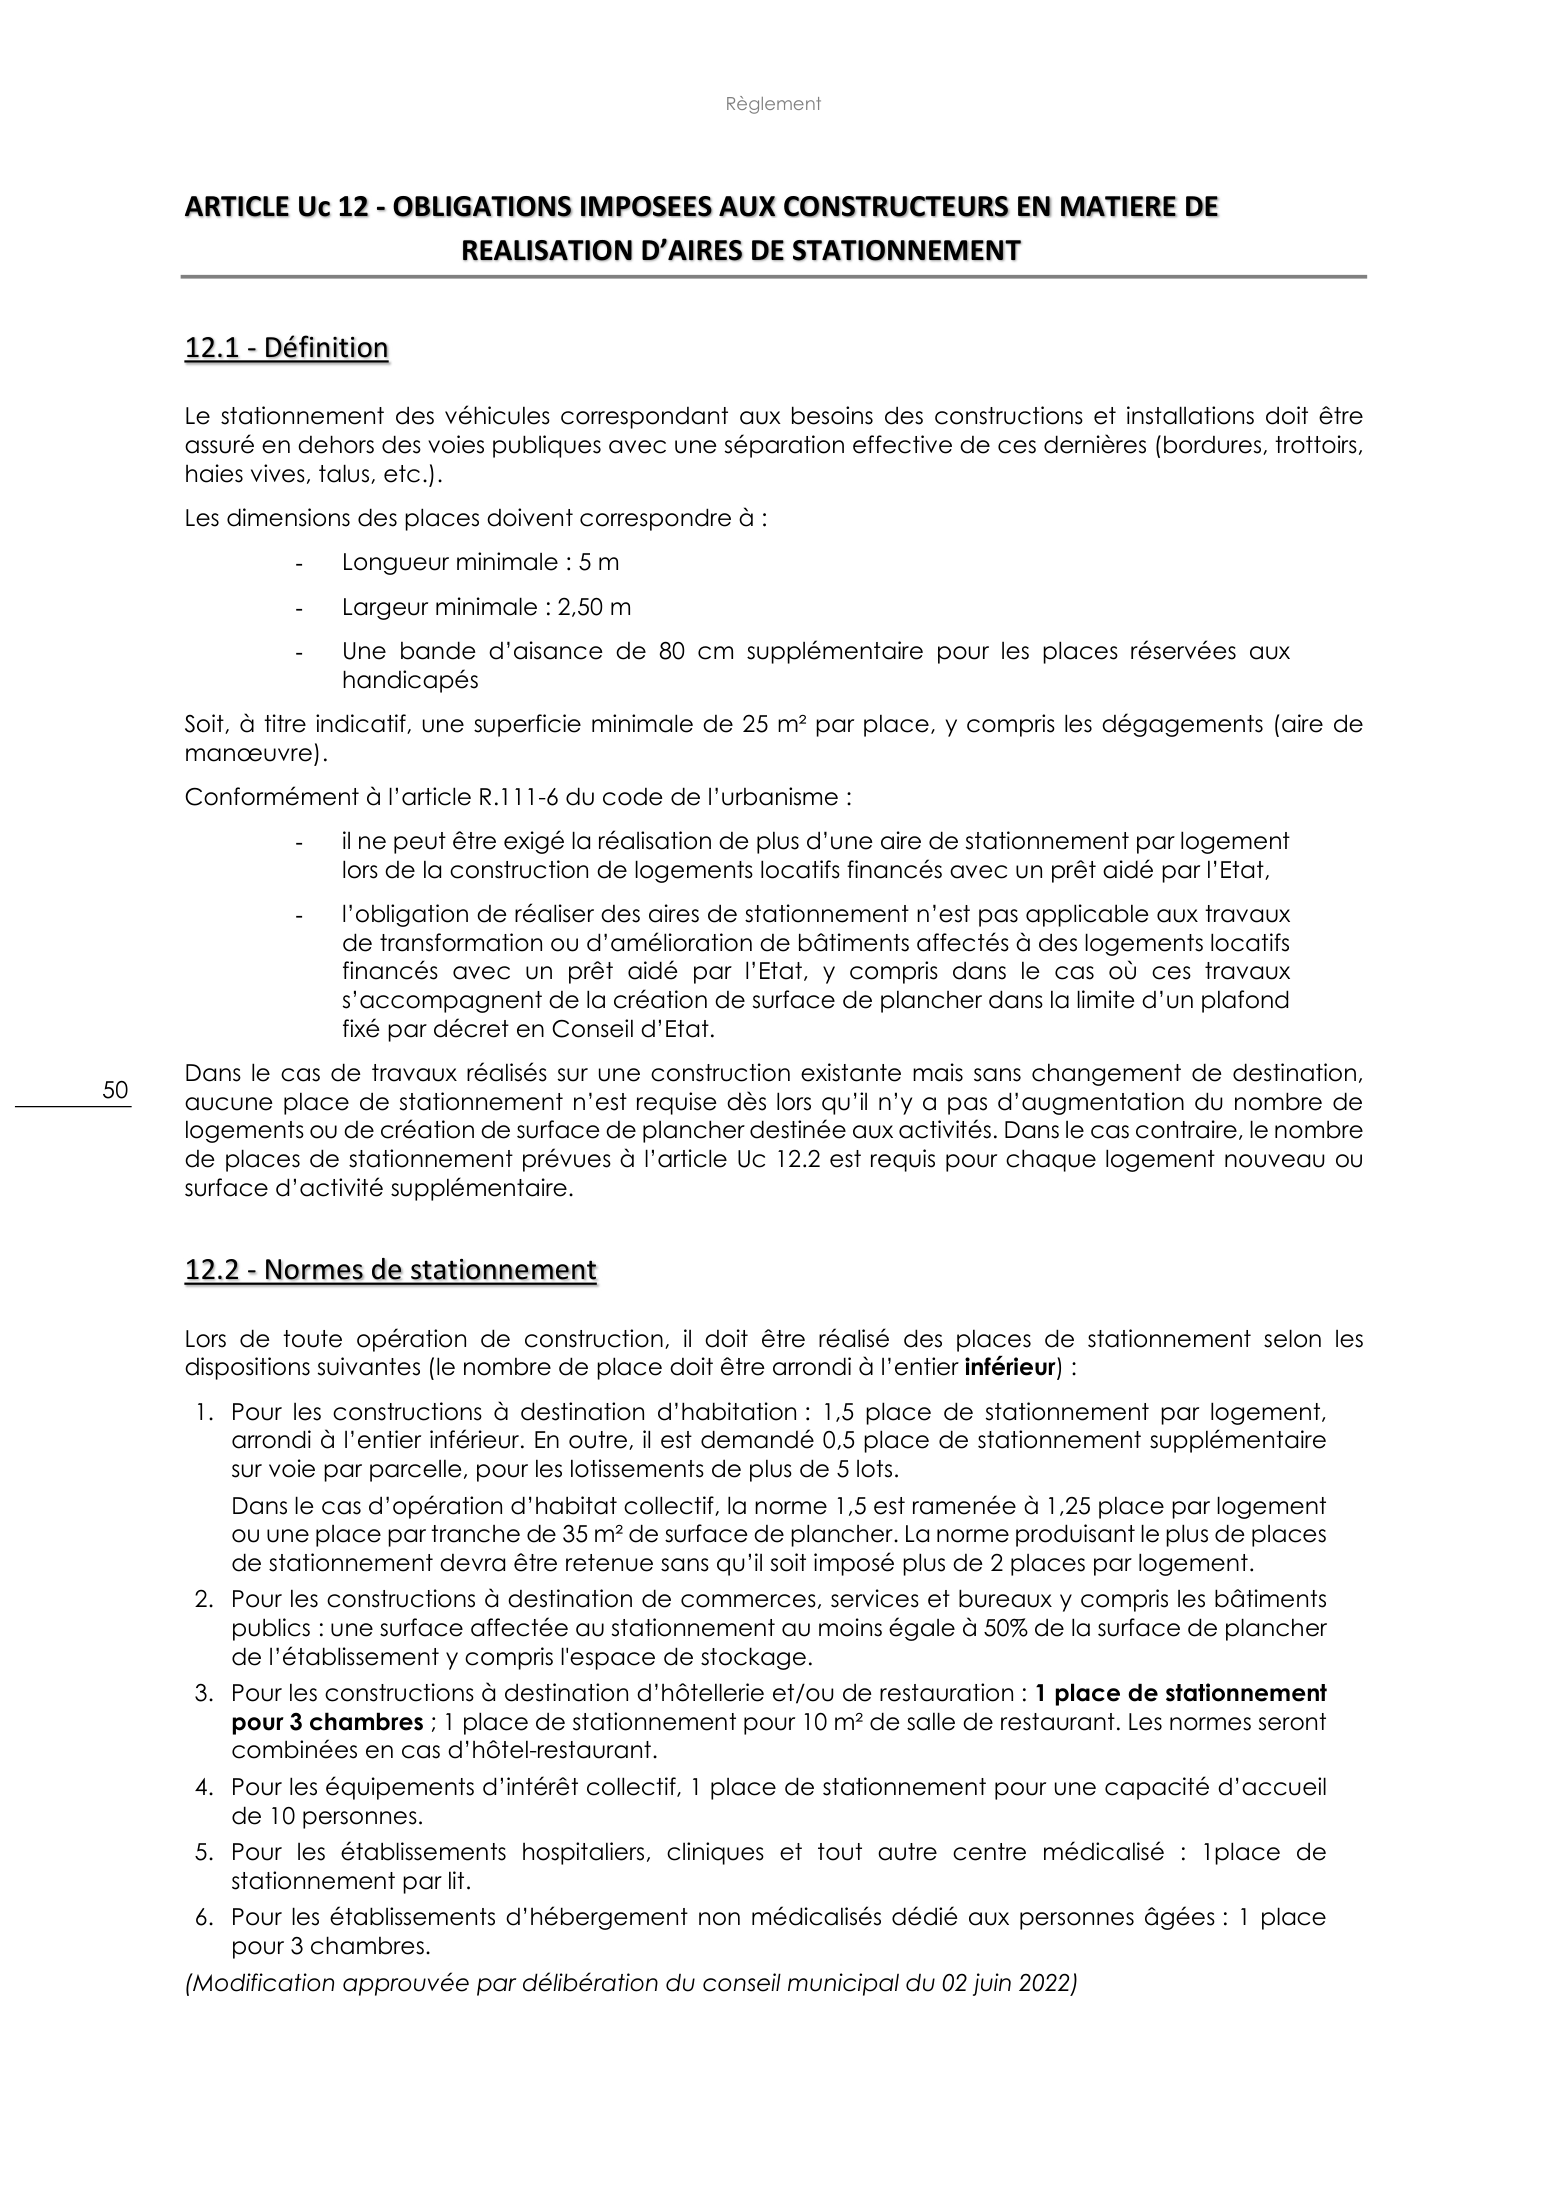 Règlement
ARTICLE Uc 12 - OBLIGATIONS IMPOSEES AUX CONSTRUCTEURS EN MATIERE DE
REALISATION D’AIRES DE STATIONNEMENT
12.1 - Définition
Le stationnement des véhicules correspondant aux besoins des constructions et installations doit être
assuré en dehors des voies publiques avec une séparation effective de ces dernières (bordures, trottoirs,
haies vives, talus, etc.).
Les dimensions des places doivent correspondre à :
- Longueur minimale : 5 m
- Largeur minimale : 2,50 m
- Une bande d’aisance de 80 cm supplémentaire pour les places réservées aux
handicapés
Soit, à titre indicatif, une superficie minimale de 25 m² par place, y compris les dégagements (aire de
manœuvre).
Conformément à l’article R.111-6 du code de l’urbanisme :
- il ne peut être exigé la réalisation de plus d’une aire de stationnement par logement
lors de la construction de logements locatifs financés avec un prêt aidé par l’Etat,
- l’obligation de réaliser des aires de stationnement n’est pas applicable aux travaux
de transformation ou d’amélioration de bâtiments affectés à des logements locatifs
financés avec un prêt aidé par l’Etat, y compris dans le cas où ces travaux
s’accompagnent de la création de surface de plancher dans la limite d’un plafond
fixé par décret en Conseil d’Etat.
50
Dans le cas de travaux réalisés sur une construction existante mais sans changement de destination,
aucune place de stationnement n’est requise dès lors qu’il n’y a pas d’augmentation du nombre de
logements ou de création de surface de plancher destinée aux activités. Dans le cas contraire, le nombre
de places de stationnement prévues à l’article Uc 12.2 est requis pour chaque logement nouveau ou
surface d’activité supplémentaire.
12.2 - Normes de stationnement
Lors de toute opération de construction, il doit être réalisé des places de stationnement selon les
dispositions suivantes (le nombre de place doit être arrondi à l’entier inférieur) :
1. Pour les constructions à destination d’habitation : 1,5 place de stationnement par logement,
arrondi à l’entier inférieur. En outre, il est demandé 0,5 place de stationnement supplémentaire
sur voie par parcelle, pour les lotissements de plus de 5 lots.
Dans le cas d’opération d’habitat collectif, la norme 1,5 est ramenée à 1,25 place par logement
ou une place par tranche de 35 m² de surface de plancher. La norme produisant le plus de places
de stationnement devra être retenue sans qu’il soit imposé plus de 2 places par logement.
2. Pour les constructions à destination de commerces, services et bureaux y compris les bâtiments
publics : une surface affectée au stationnement au moins égale à 50% de la surface de plancher
de l’établissement y compris l'espace de stockage.
3. Pour les constructions à destination d’hôtellerie et/ou de restauration : 1 place de stationnement
pour 3 chambres ; 1 place de stationnement pour 10 m² de salle de restaurant. Les normes seront
combinées en cas d’hôtel-restaurant.
4. Pour les équipements d’intérêt collectif, 1 place de stationnement pour une capacité d’accueil
de 10 personnes.
5. Pour les établissements hospitaliers, cliniques et tout autre centre médicalisé : 1place de
stationnement par lit.
6. Pour les établissements d’hébergement non médicalisés dédié aux personnes âgées : 1 place
pour 3 chambres.
(Modification approuvée par délibération du conseil municipal du 02 juin 2022)